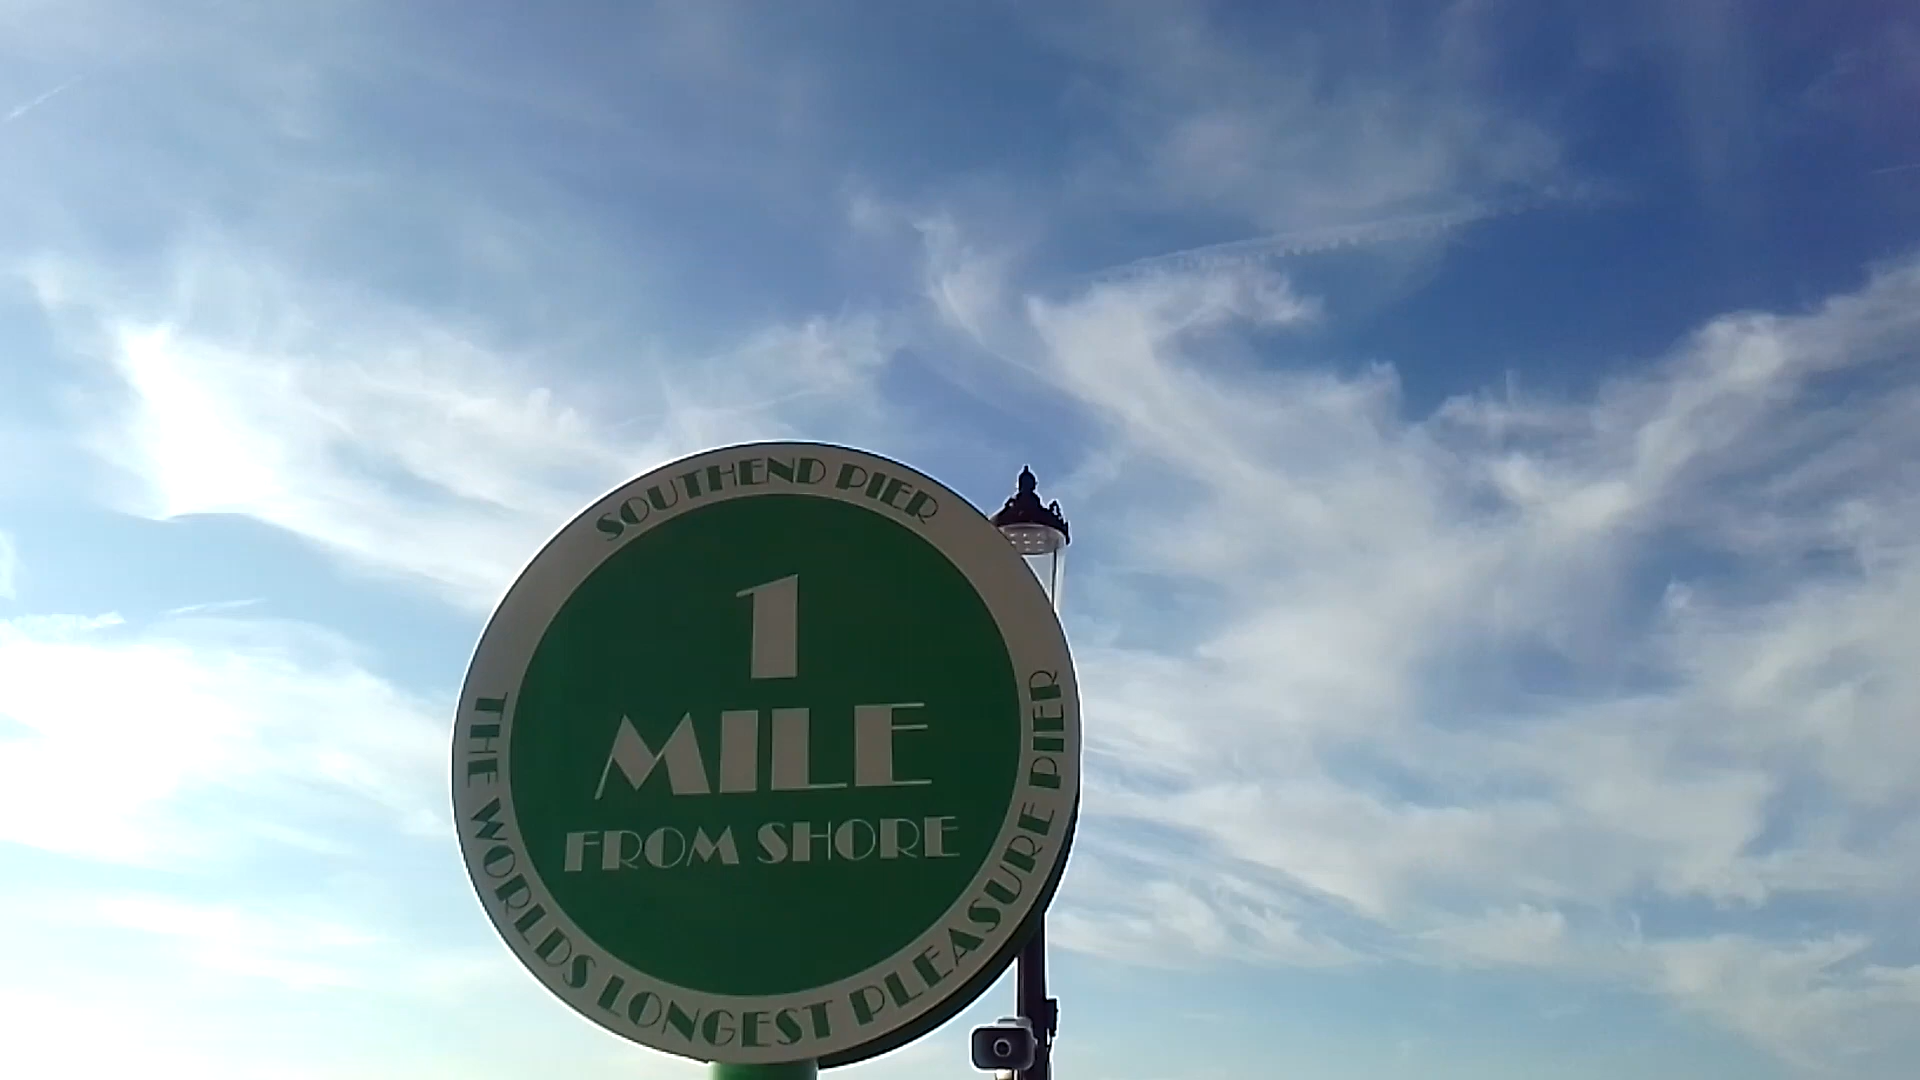 SOUTHEND PIER
1
MILE
FROM SHORE
THE WORLDS LONGEST PLEASURE PIER